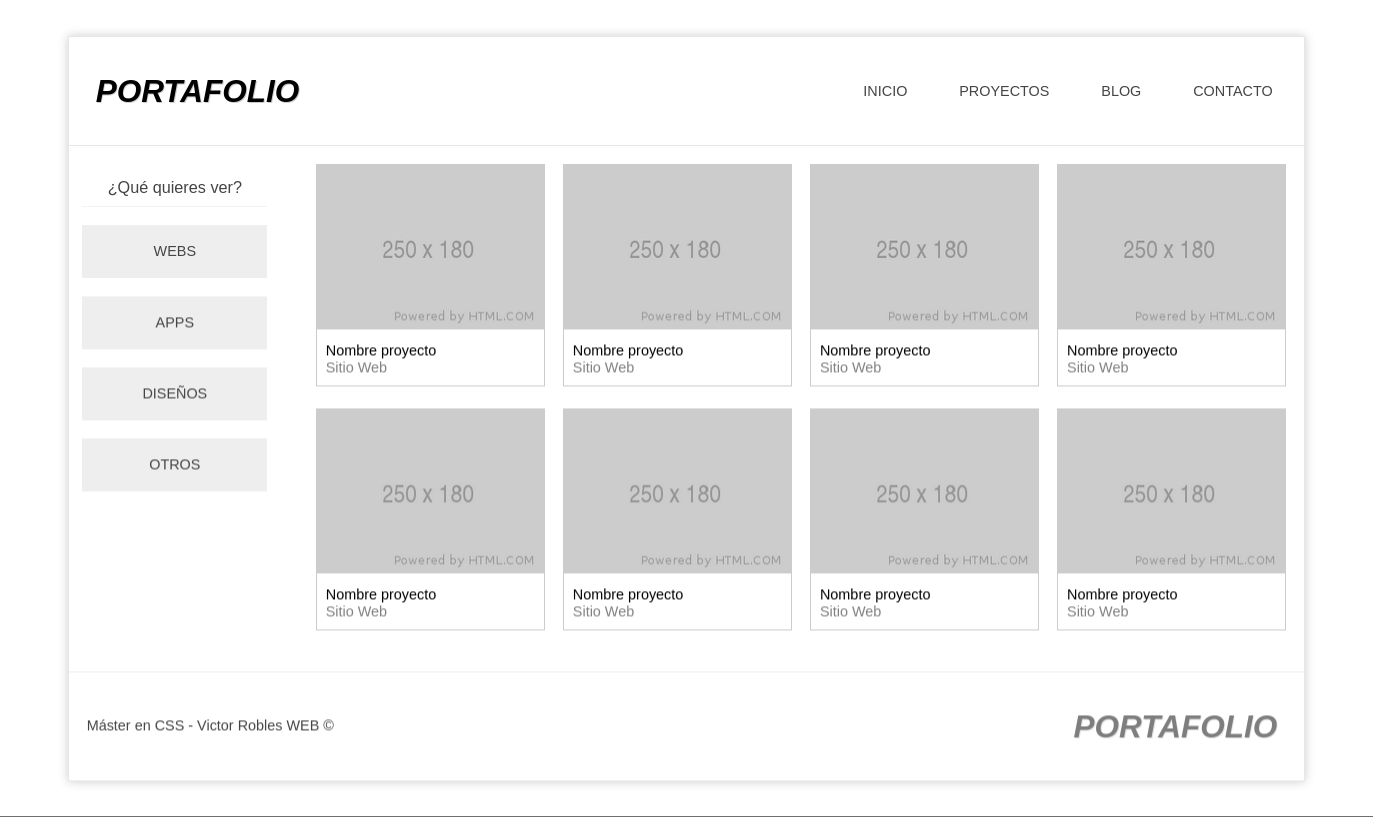 PORTAFOLIO
INICIO PROYECTOS BLOG CONTACTO
¿Qué quieres ver?
WEBS
APPS
DISEÑOS
OTROS
250 x 180
Powered by HTML.COM
Nombre proyecto
Sitio Web
250 x 180
Powered by HTML.COM
Nombre proyecto
Sitio Web
250 x 180
Powered by HTML.COM
Nombre proyecto
Sitio Web
250 x 180
Powered by HTML.COM
Nombre proyecto
Sitio Web
250 x 180
Powered by HTML.COM
Nombre proyecto
Sitio Web
250 x 180
Powered by HTML.COM
Nombre proyecto
Sitio Web
250 x 180
Powered by HTML.COM
Nombre proyecto
Sitio Web
250 x 180
Powered by HTML.COM
Nombre proyecto
Sitio Web
Máster en CSS - Victor Robles WEB ©
PORTAFOLIO